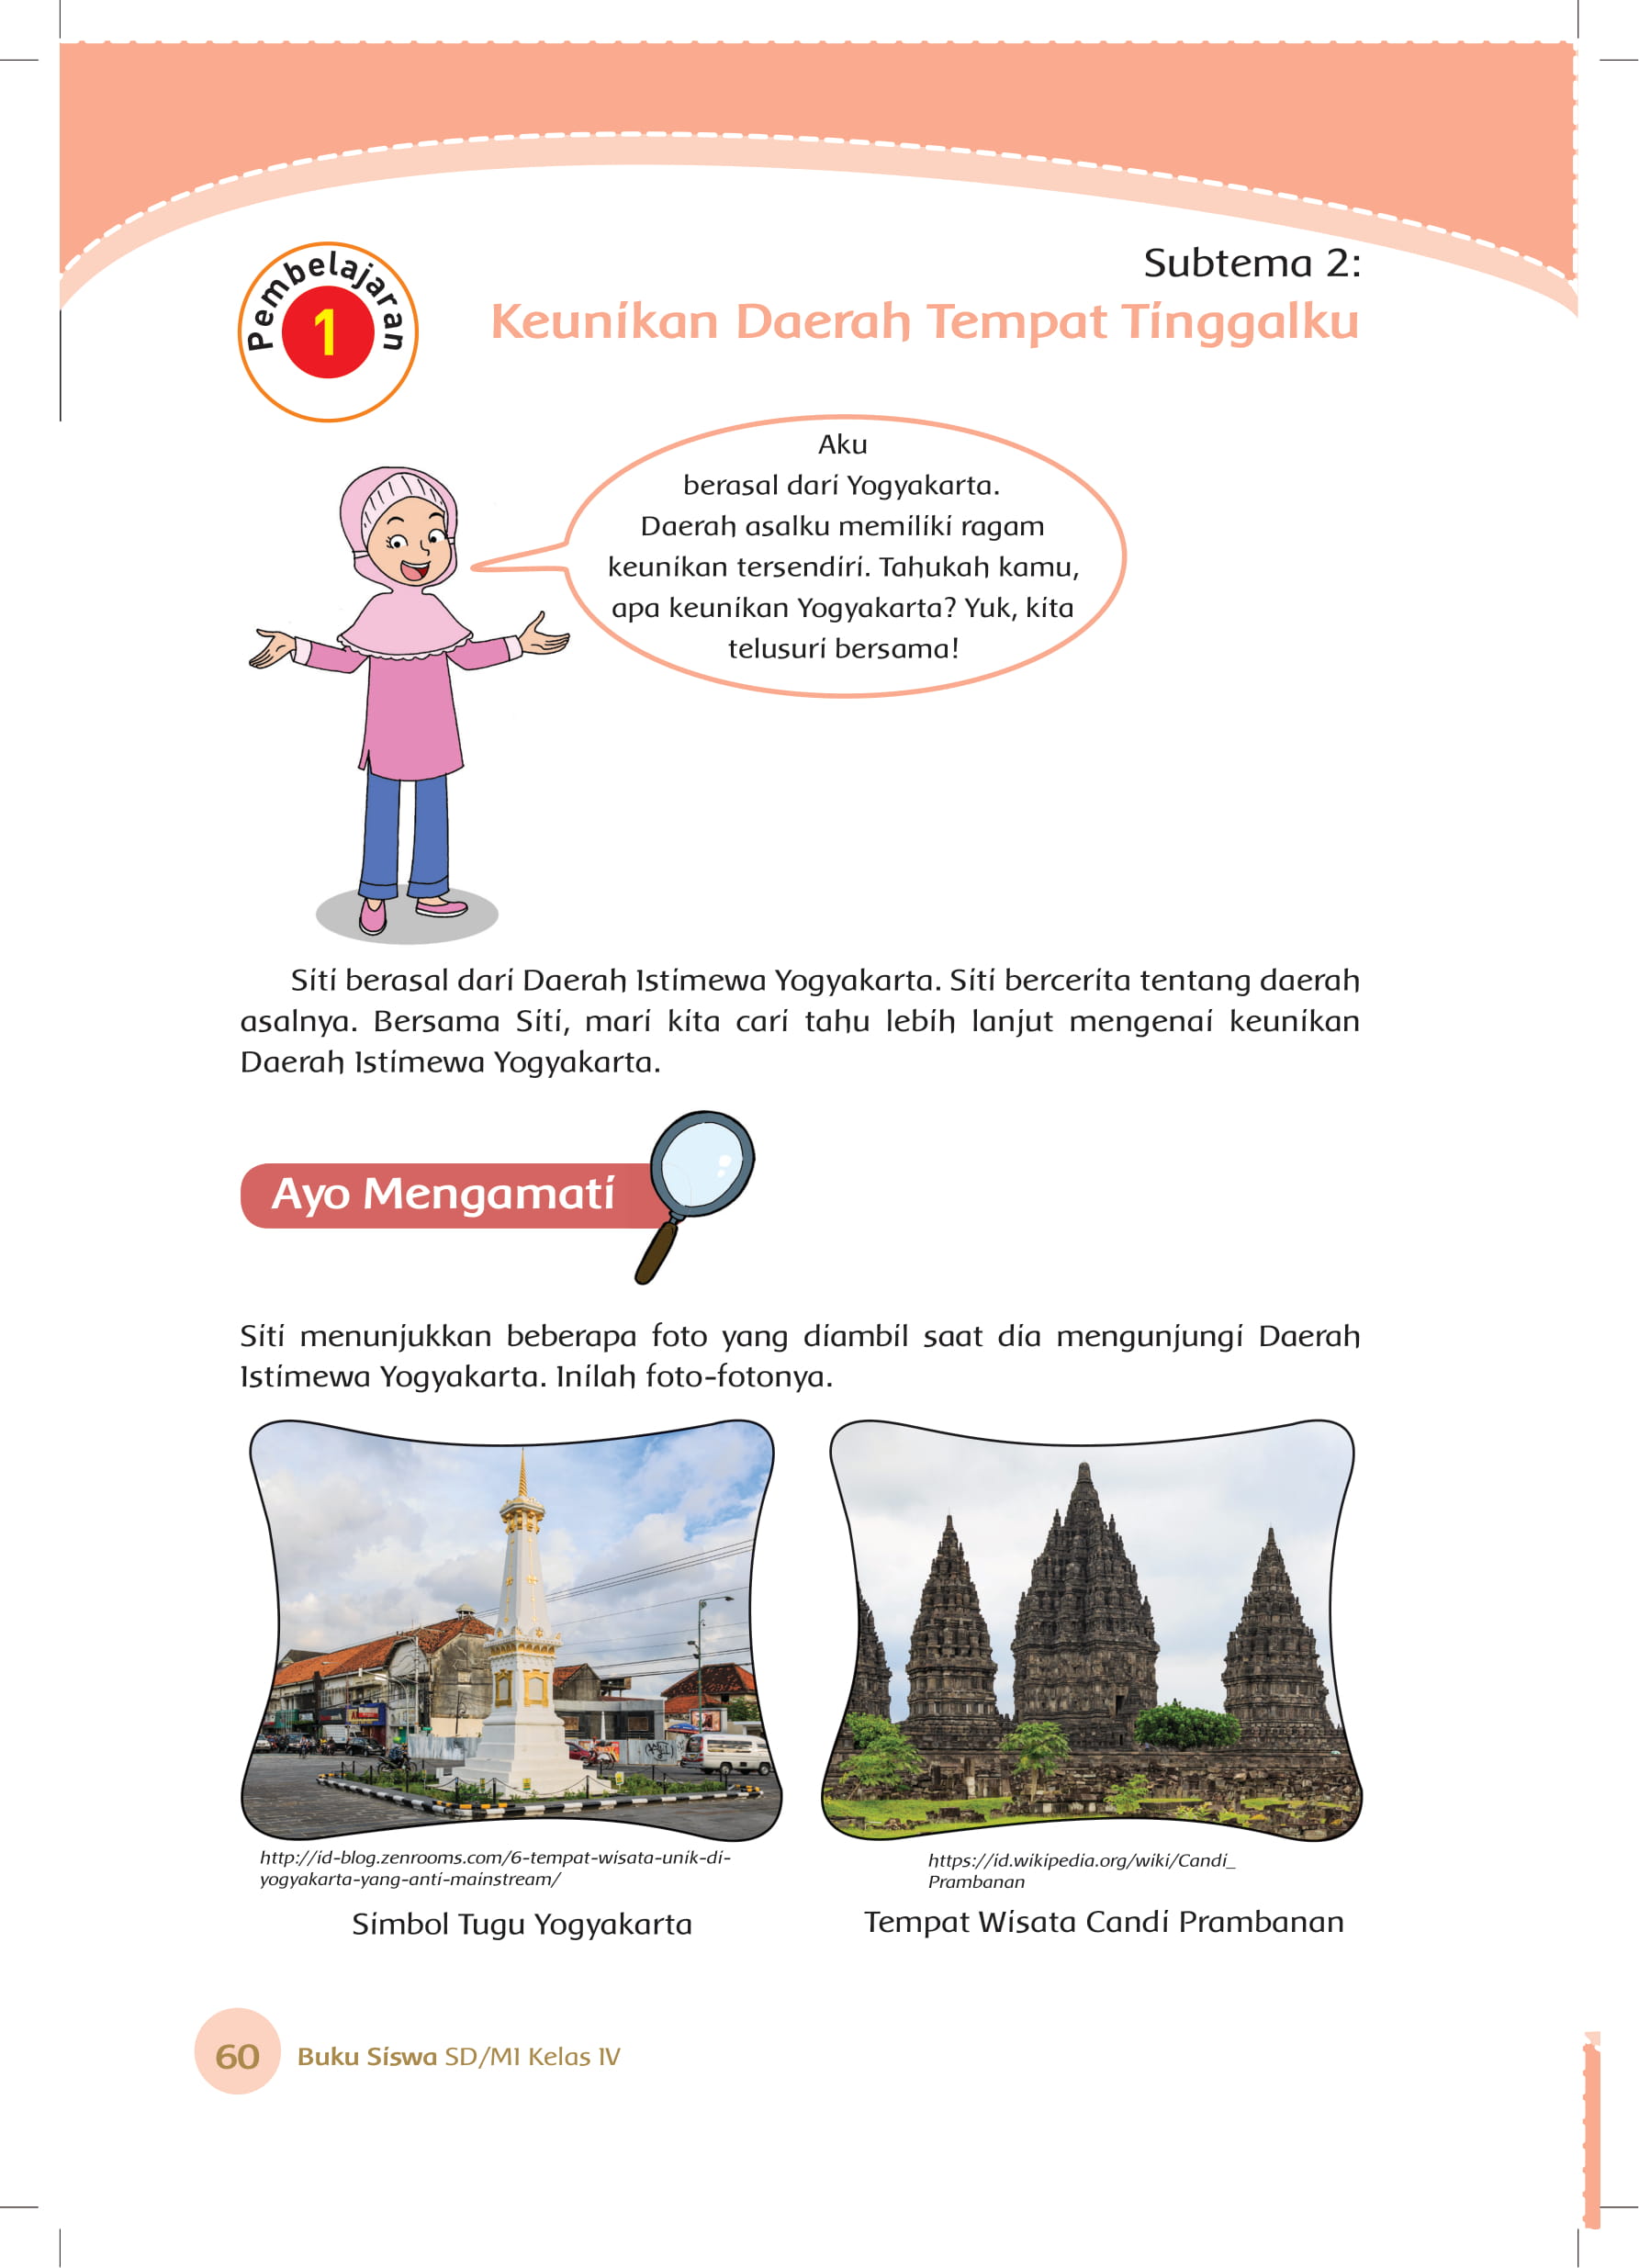 Pembelajaran
1
Subtema 2:
Keunikan Daerah Tempat Tinggalku
Aku
berasal dari Yogyakarta.
Daerah asalku memiliki ragam
keunikan tersendiri. Tahukah kamu,
apa keunikan Yogyakarta? Yuk, kita
telusuri bersama!
Siti berasal dari Daerah Istimewa Yogyakarta. Siti bercerita tentang daerah
asalnya. Bersama Siti, mari kita cari tahu lebih lanjut mengenai keunikan
Daerah Istimewa Yogyakarta.
Ayo Mengamati
Siti menunjukkan beberapa foto yang diambil saat dia mengunjungi Daerah
Istimewa Yogyakarta. Inilah foto-fotonya.
http://id-blog.zenrooms.com/6-tempat-wisata-unik-di-
yogyakarta-yang-anti-mainstream/
Simbol Tugu Yogyakarta
https://id.wikipedia.org/wiki/Candi_
Prambanan
Tempat Wisata Candi Prambanan
60
Buku Siswa SD/MI Kelas IV